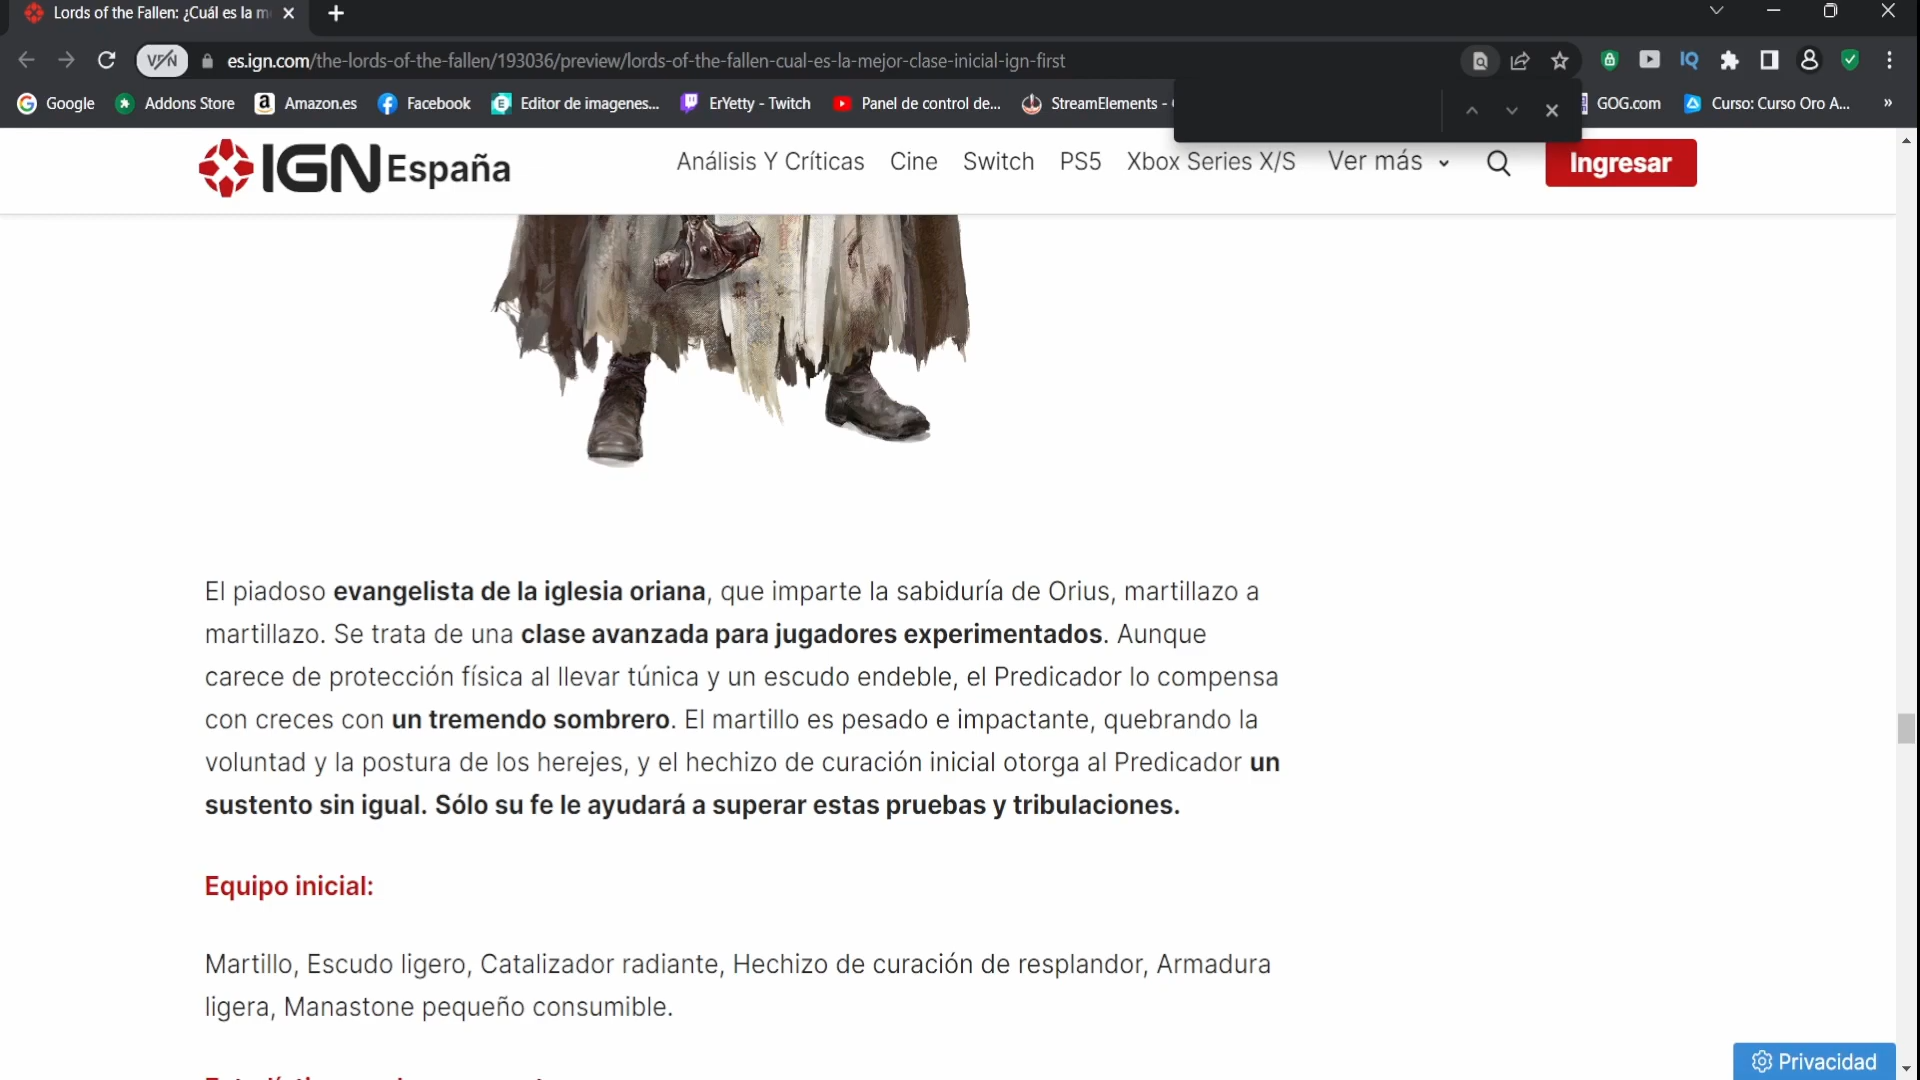 Lords of the Fallen: ¿Cuál es la m
VPN
es.ign.com/the-lords-of-the-fallen/193036/preview/lords-of-the-fallen-cual-es-la-mejor-clase-inicial-ign-first
IQ
Google Addons Store Amazon.es Facebook Editor de imagenes... ErYetty - Twitch Panel de control de... StreamElements - GOG.com Curso: Curso Oro A... »
IGN España Análisis Y Críticas Cine Switch PS5 Xbox Series X/S Ver más Ingresar
El piadoso evangelista de la iglesia oriana, que imparte la sabiduría de Orius, martillazo a
martillazo. Se trata de una clase avanzada para jugadores experimentados. Aunque
carece de protección física al llevar túnica y un escudo endeble, el Predicador lo compensa
con creces con un tremendo sombrero. El martillo es pesado e impactante, quebrando la
voluntad y la postura de los herejes, y el hechizo de curación inicial otorga al Predicador un
sustento sin igual. Sólo su fe le ayudará a superar estas pruebas y tribulaciones.
Equipo inicial:
Martillo, Escudo ligero, Catalizador radiante, Hechizo de curación de resplandor, Armadura
ligera, Manastone pequeño consumible.
Privacidad